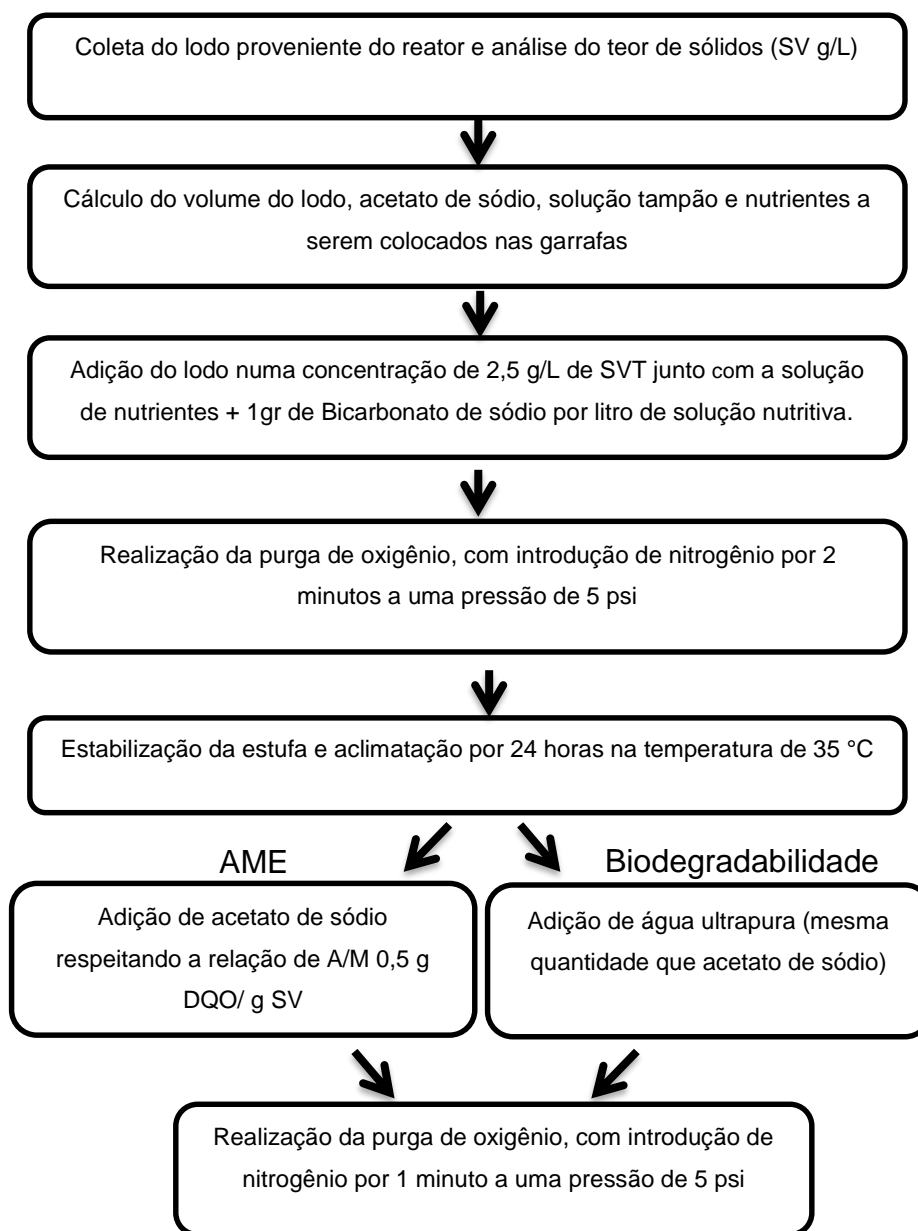 Coleta do lodo proveniente do reator e análise do teor de sólidos (SV g/L)
Cálculo do volume do lodo, acetato de sódio, solução tampão e nutrientes a
serem colocados nas garrafas
Adição do lodo numa concentração de 2,5 g/L de SVT junto com a solução
de nutrientes + 1gr de Bicarbonato de sódio por litro de solução nutritiva.
Realização da purga de oxigênio, com introdução de nitrogênio por 2
minutos a uma pressão de 5 psi
Estabilização da estufa e aclimatação por 24 horas na temperatura de 35 °C
AME
Adição de acetato de sódio
respeitando a relação de A/M 0,5 g
DQO/ g SV
Biodegradabilidade
Adição de água ultrapura (mesma
quantidade que acetato de sódio)
Realização da purga de oxigênio, com introdução de
nitrogênio por 1 minuto a uma pressão de 5 psi